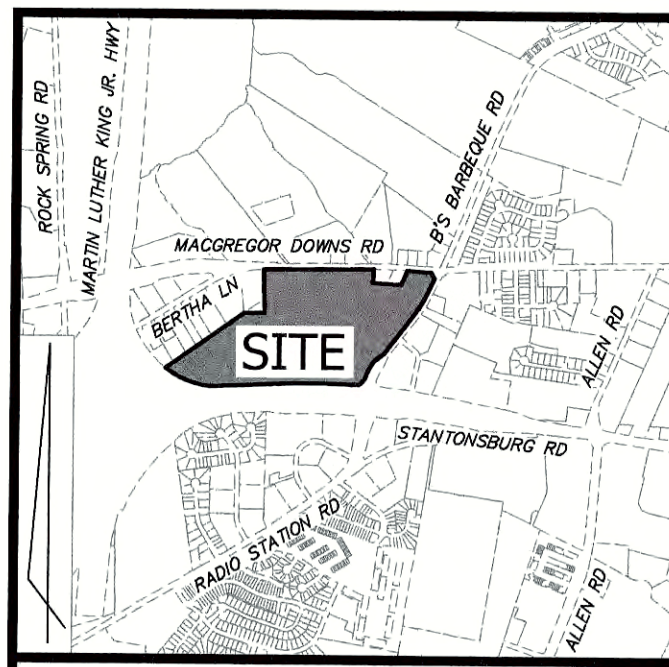 ROCK SPRING RD
MARTIN LUTHER KING JR. HWY
B'S BARBEQUE RD
MACGREGOR DOWNS RD
BERTHA LN
SITE
ALLEN RD
STANTONSBURG RD
RADIO STATION RD
ALLEN RD